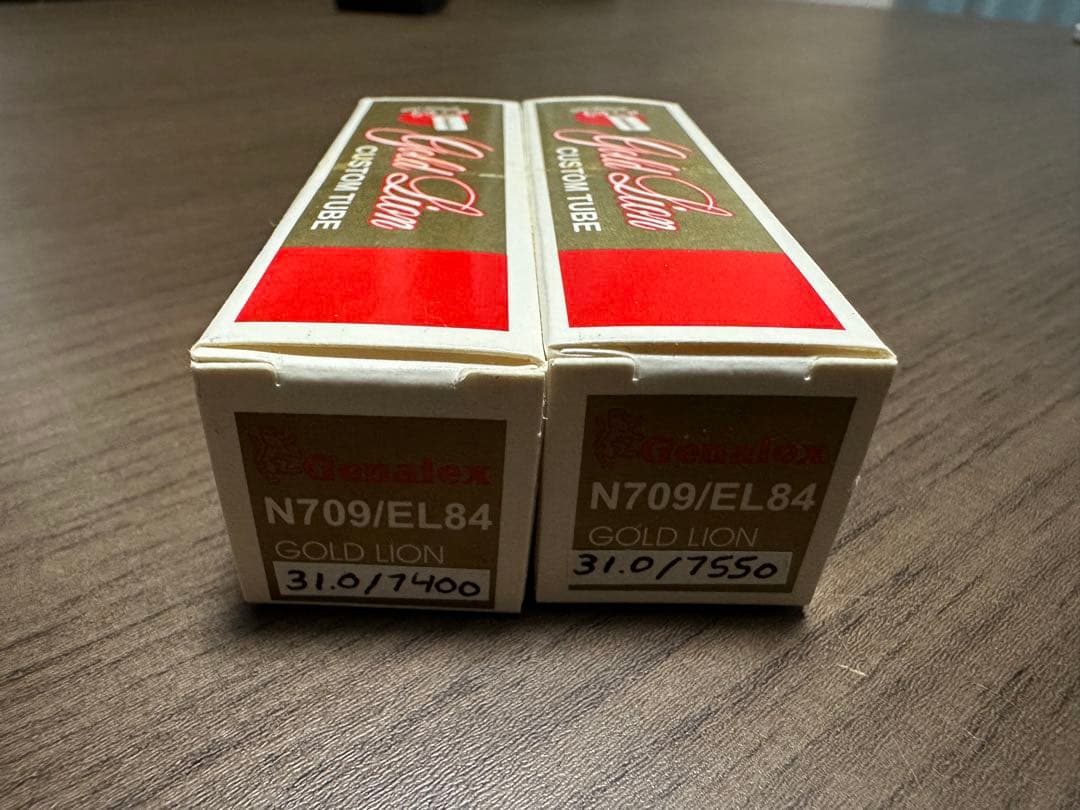 Gold Lion
CUSTOM TUBE
Gold Lion
CUSTOM TUBE
Genalex
N709/EL84
GOLD LION
31.0/7400
Genalex
N709/EL84
GOLD LION
31.0/7550